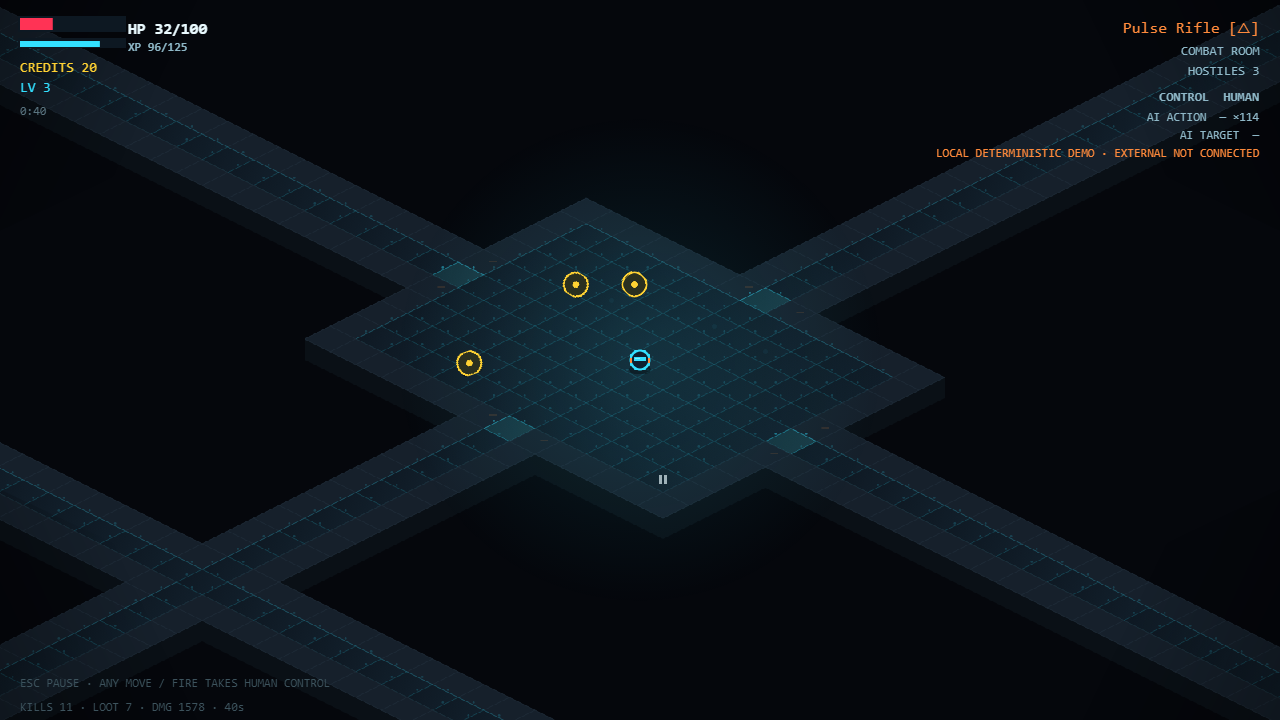 HP 32/100
XP 96/125
CREDITS 20
LV 3
0:40
Pulse Rifle [△]
COMBAT ROOM
HOSTILES 3
CONTROL HUMAN
AI ACTION — ×114
AI TARGET —
LOCAL DETERMINISTIC DEMO · EXTERNAL NOT CONNECTED
ESC PAUSE · ANY MOVE / FIRE TAKES HUMAN CONTROL
KILLS 11 · LOOT 7 · DMG 1578 · 40s